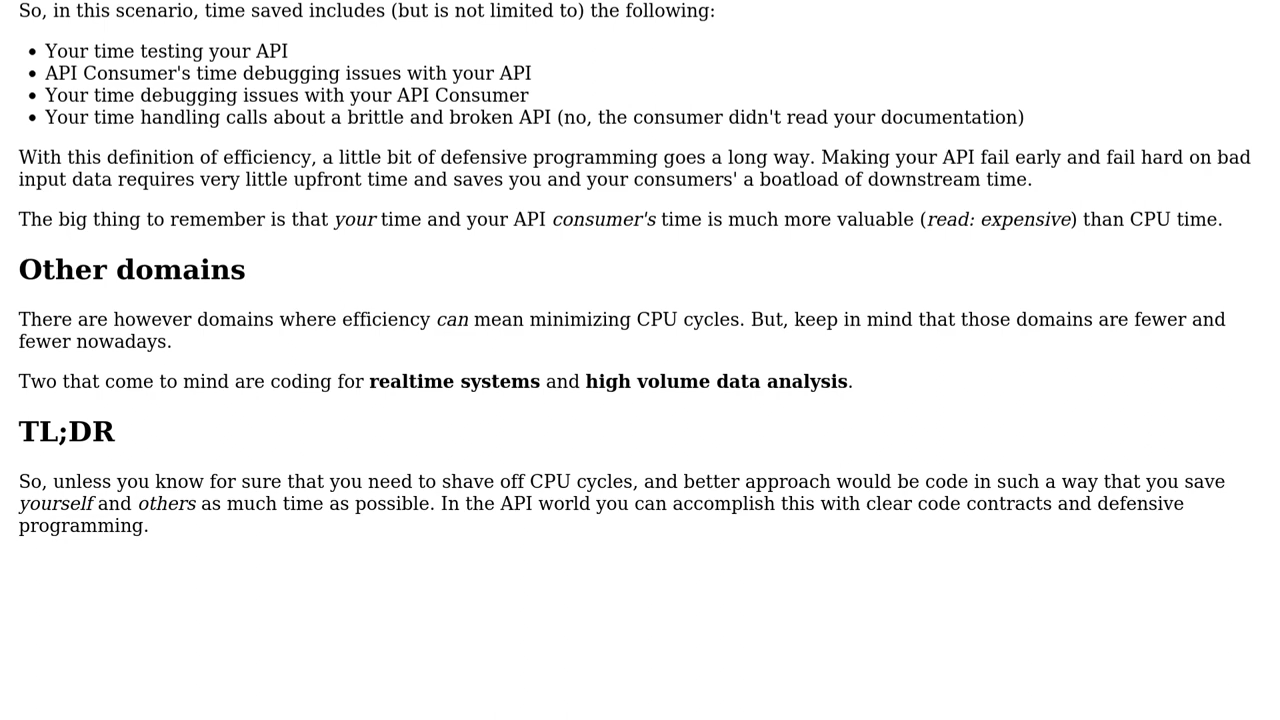 So, in this scenario, time saved includes (but is not limited to) the following:
• Your time testing your API
• API Consumer's time debugging issues with your API
• Your time debugging issues with your API Consumer
• Your time handling calls about a brittle and broken API (no, the consumer didn't read your documentation)
With this definition of efficiency, a little bit of defensive programming goes a long way. Making your API fail early and fail hard on bad
input data requires very little upfront time and saves you and your consumers' a boatload of downstream time.
The big thing to remember is that your time and your API consumer's time is much more valuable (read: expensive) than CPU time.
Other domains
There are however domains where efficiency can mean minimizing CPU cycles. But, keep in mind that those domains are fewer and
fewer nowadays.
Two that come to mind are coding for realtime systems and high volume data analysis.
TL;DR
So, unless you know for sure that you need to shave off CPU cycles, and better approach would be code in such a way that you save
yourself and others as much time as possible. In the API world you can accomplish this with clear code contracts and defensive
programming.